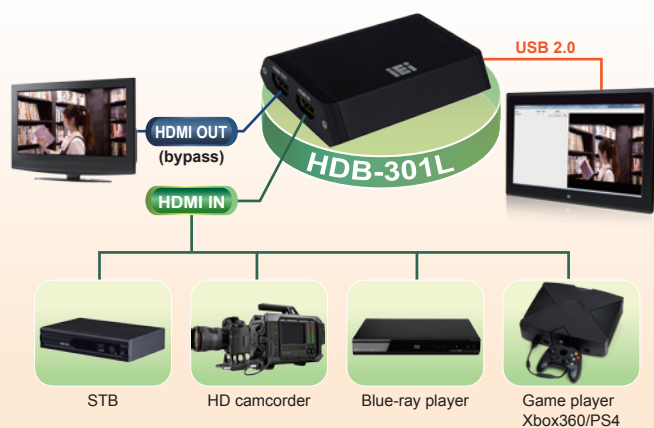 iEi
USB 2.0
HDMI OUT
(bypass)
HDB-301L
HDMI IN
STB
HD camcorder
Blue-ray player
Game player
Xbox360/PS4